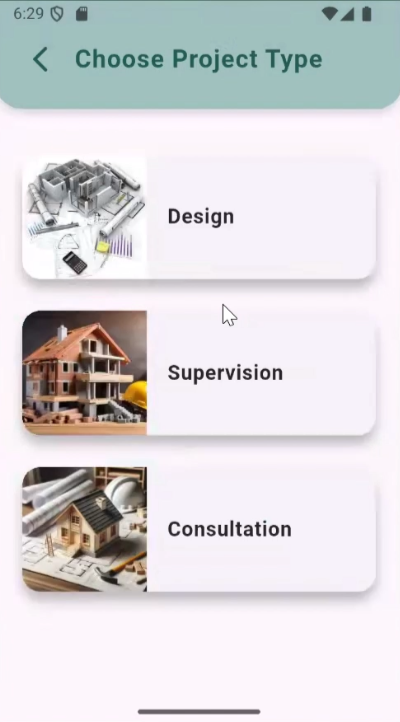 6:29
Choose Project Type
Design
Supervision
Consultation